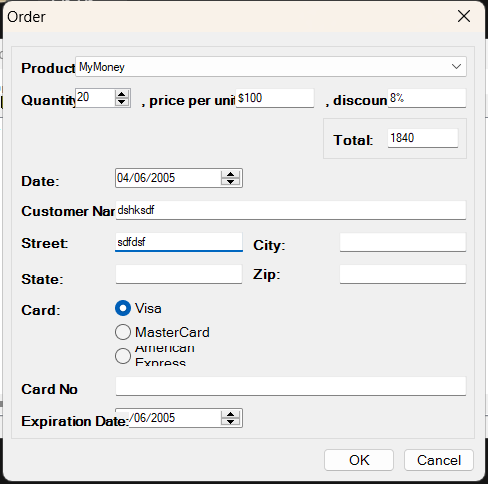 Order
Product MyMoney
Quantity 20 , price per unit $100 , discoun 8%
Total: 1840
Date: 04/06/2005
Customer Nar dshksdf
Street: sdfdsf City:
State: Zip:
Card: Visa
MasterCard
American
Express
Card No
Expiration Date: /06/2005
OK Cancel